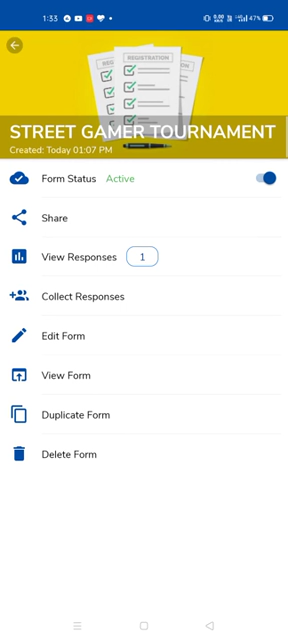 1:33
47%
REGISTRATION
STREET GAMER TOURNAMENT
Created: Today 01:07 PM
Form Status Active
Share
View Responses 1
Collect Responses
Edit Form
View Form
Duplicate Form
Delete Form